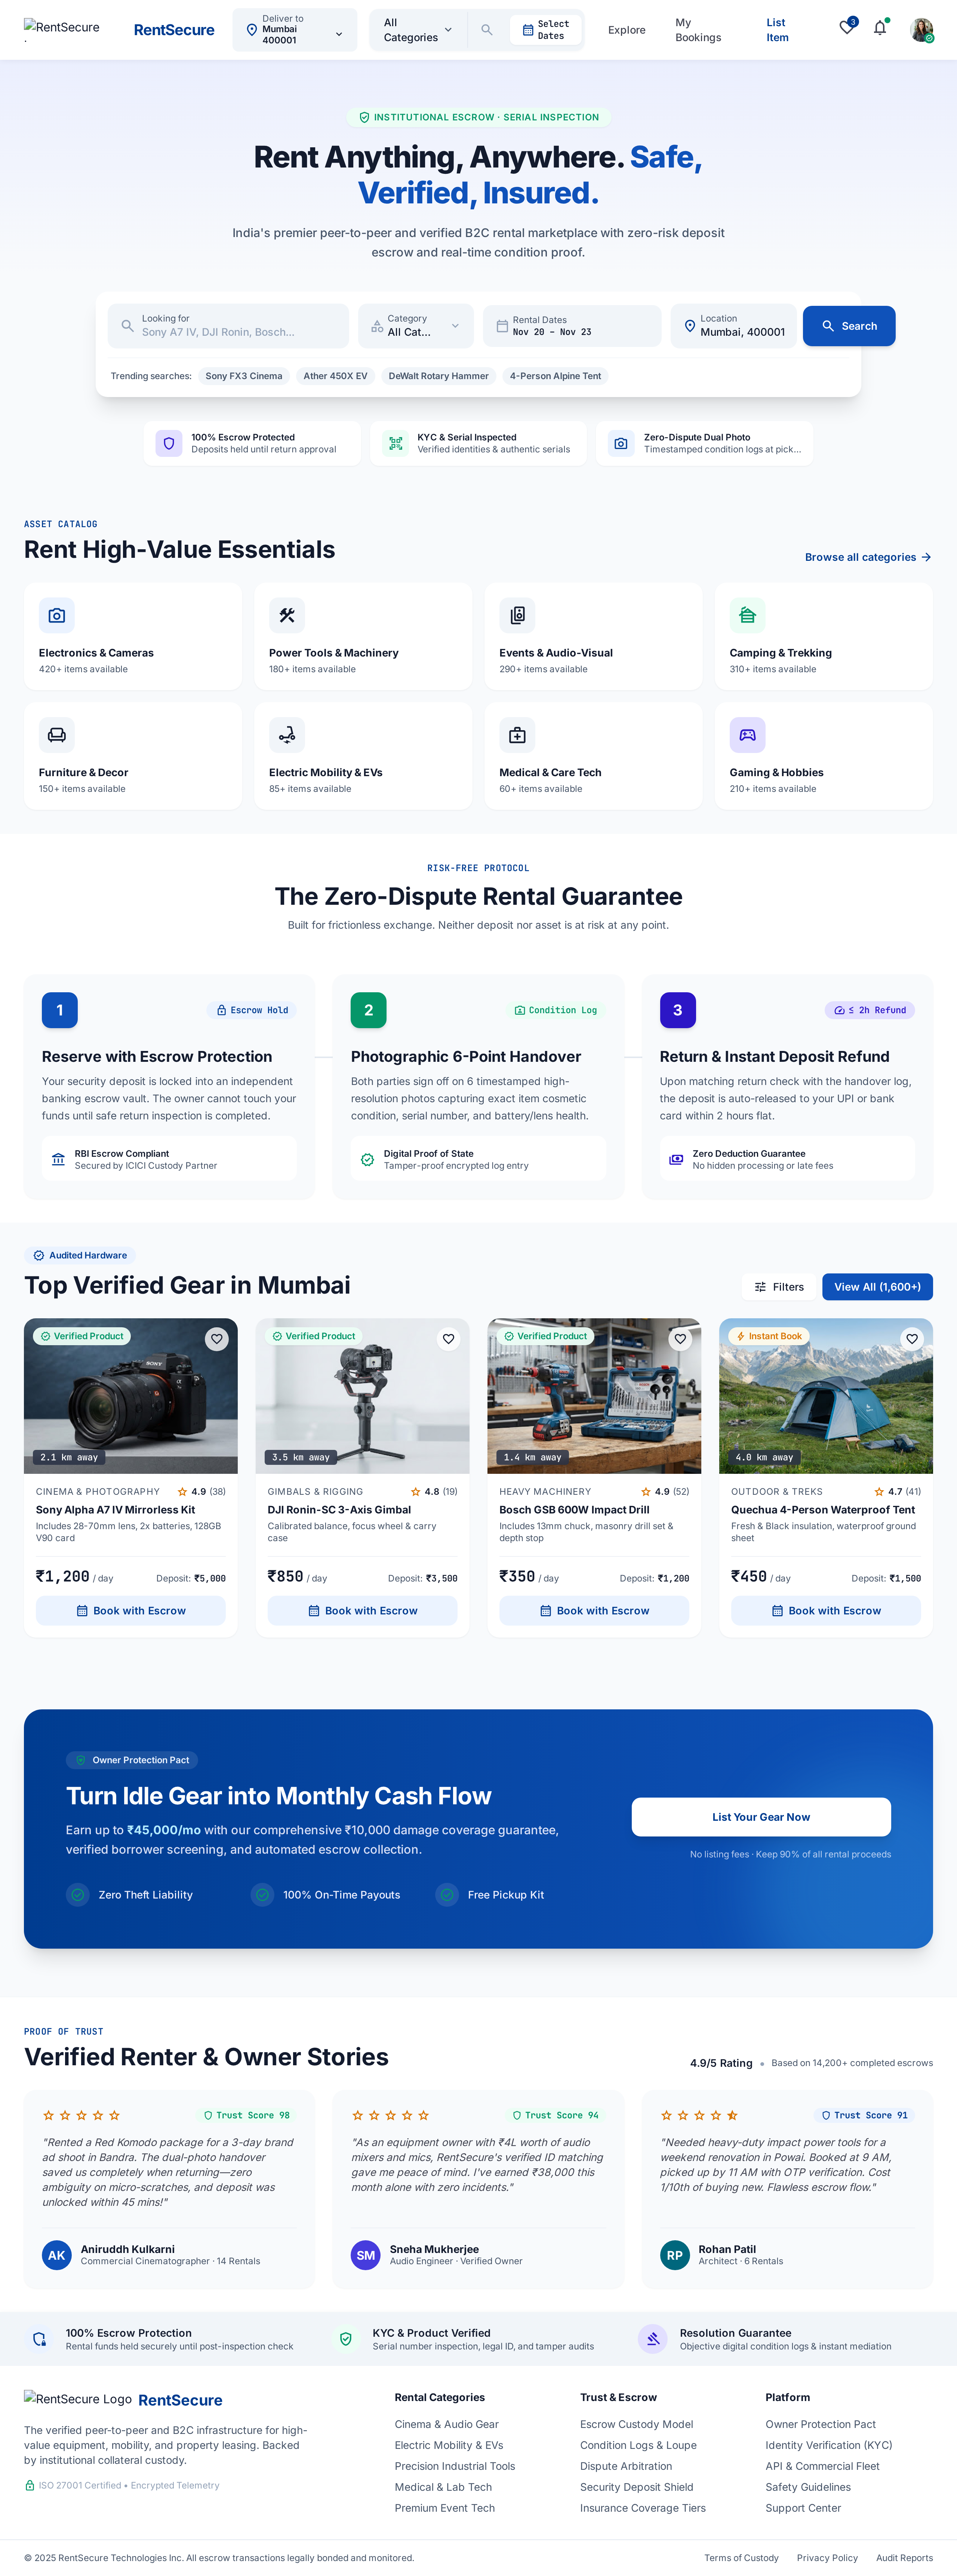 RentSecure
RentSecure
Deliver to
Mumbai
400001
All
Categories
Select
Dates
Explore
My
Bookings
List
Item
3
INSTITUTIONAL ESCROW · SERIAL INSPECTION
Rent Anything, Anywhere. Safe,
Verified, Insured.
India's premier peer-to-peer and verified B2C rental marketplace with zero-risk deposit
escrow and real-time condition proof.
Looking for
Sony A7 IV, DJI Ronin, Bosch...
Category
All Cat...
Rental Dates
Nov 20 – Nov 23
Location
Mumbai, 400001
Search
Trending searches:
Sony FX3 Cinema
Ather 450X EV
DeWalt Rotary Hammer
4-Person Alpine Tent
100% Escrow Protected
Deposits held until return approval
KYC & Serial Inspected
Verified identities & authentic serials
Zero-Dispute Dual Photo
Timestamped condition logs at pick...
ASSET CATALOG
Rent High-Value Essentials
Browse all categories
Electronics & Cameras
420+ items available
Power Tools & Machinery
180+ items available
Events & Audio-Visual
290+ items available
Camping & Trekking
310+ items available
Furniture & Decor
150+ items available
Electric Mobility & EVs
85+ items available
Medical & Care Tech
60+ items available
Gaming & Hobbies
210+ items available
RISK-FREE PROTOCOL
The Zero-Dispute Rental Guarantee
Built for frictionless exchange. Neither deposit nor asset is at risk at any point.
1
Escrow Hold
Reserve with Escrow Protection
Your security deposit is locked into an independent
banking escrow vault. The owner cannot touch your
funds until safe return inspection is completed.
RBI Escrow Compliant
Secured by ICICI Custody Partner
2
Condition Log
Photographic 6-Point Handover
Both parties sign off on 6 timestamped high-
resolution photos capturing exact item cosmetic
condition, serial number, and battery/lens health.
Digital Proof of State
Tamper-proof encrypted log entry
3
≤ 2h Refund
Return & Instant Deposit Refund
Upon matching return check with the handover log,
the deposit is auto-released to your UPI or bank
card within 2 hours flat.
Zero Deduction Guarantee
No hidden processing or late fees
Audited Hardware
Top Verified Gear in Mumbai
Filters
View All (1,600+)
Verified Product
SONY
2.1 km away
CINEMA & PHOTOGRAPHY
4.9 (38)
Sony Alpha A7 IV Mirrorless Kit
Includes 28-70mm lens, 2x batteries, 128GB
V90 card
₹1,200 / day
Deposit: ₹5,000
Book with Escrow
Verified Product
3.5 km away
GIMBALS & RIGGING
4.8 (19)
DJI Ronin-SC 3-Axis Gimbal
Calibrated balance, focus wheel & carry
case
₹850 / day
Deposit: ₹3,500
Book with Escrow
Verified Product
1.4 km away
HEAVY MACHINERY
4.9 (52)
Bosch GSB 600W Impact Drill
Includes 13mm chuck, masonry drill set &
depth stop
₹350 / day
Deposit: ₹1,200
Book with Escrow
Instant Book
4.0 km away
OUTDOOR & TREKS
4.7 (41)
Quechua 4-Person Waterproof Tent
Fresh & Black insulation, waterproof ground
sheet
₹450 / day
Deposit: ₹1,500
Book with Escrow
Owner Protection Pact
Turn Idle Gear into Monthly Cash Flow
Earn up to ₹45,000/mo with our comprehensive ₹10,000 damage coverage guarantee,
verified borrower screening, and automated escrow collection.
Zero Theft Liability
100% On-Time Payouts
Free Pickup Kit
List Your Gear Now
No listing fees · Keep 90% of all rental proceeds
PROOF OF TRUST
Verified Renter & Owner Stories
4.9/5 Rating
Based on 14,200+ completed escrows
Trust Score 98
"Rented a Red Komodo package for a 3-day brand
ad shoot in Bandra. The dual-photo handover
saved us completely when returning—zero
ambiguity on micro-scratches, and deposit was
unlocked within 45 mins!"
AK
Aniruddh Kulkarni
Commercial Cinematographer · 14 Rentals
Trust Score 94
"As an equipment owner with ₹4L worth of audio
mixers and mics, RentSecure's verified ID matching
gave me peace of mind. I've earned ₹38,000 this
month alone with zero incidents."
SM
Sneha Mukherjee
Audio Engineer · Verified Owner
Trust Score 91
"Needed heavy-duty impact power tools for a
weekend renovation in Powai. Booked at 9 AM,
picked up by 11 AM with OTP verification. Cost
1/10th of buying new. Flawless escrow flow."
RP
Rohan Patil
Architect · 6 Rentals
100% Escrow Protection
Rental funds held securely until post-inspection check
KYC & Product Verified
Serial number inspection, legal ID, and tamper audits
Resolution Guarantee
Objective digital condition logs & instant mediation
RentSecure Logo
RentSecure
The verified peer-to-peer and B2C infrastructure for high-
value equipment, mobility, and property leasing. Backed
by institutional collateral custody.
ISO 27001 Certified • Encrypted Telemetry
Rental Categories
Cinema & Audio Gear
Electric Mobility & EVs
Precision Industrial Tools
Medical & Lab Tech
Premium Event Tech
Trust & Escrow
Escrow Custody Model
Condition Logs & Loupe
Dispute Arbitration
Security Deposit Shield
Insurance Coverage Tiers
Platform
Owner Protection Pact
Identity Verification (KYC)
API & Commercial Fleet
Safety Guidelines
Support Center
© 2025 RentSecure Technologies Inc. All escrow transactions legally bonded and monitored.
Terms of Custody
Privacy Policy
Audit Reports